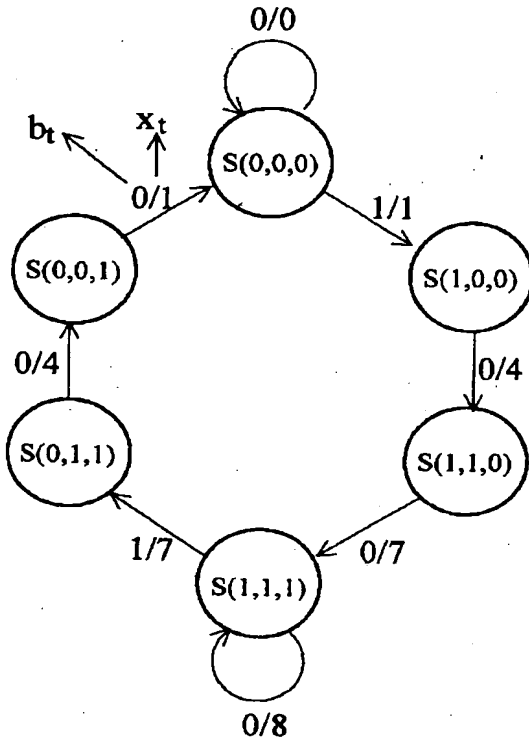 0/0
b_t
x_t
0/1
S(0,0,0)
1/1
S(0,0,1)
S(1,0,0)
0/4
0/4
S(0,1,1)
S(1,1,0)
1/7
0/7
S(1,1,1)
0/8